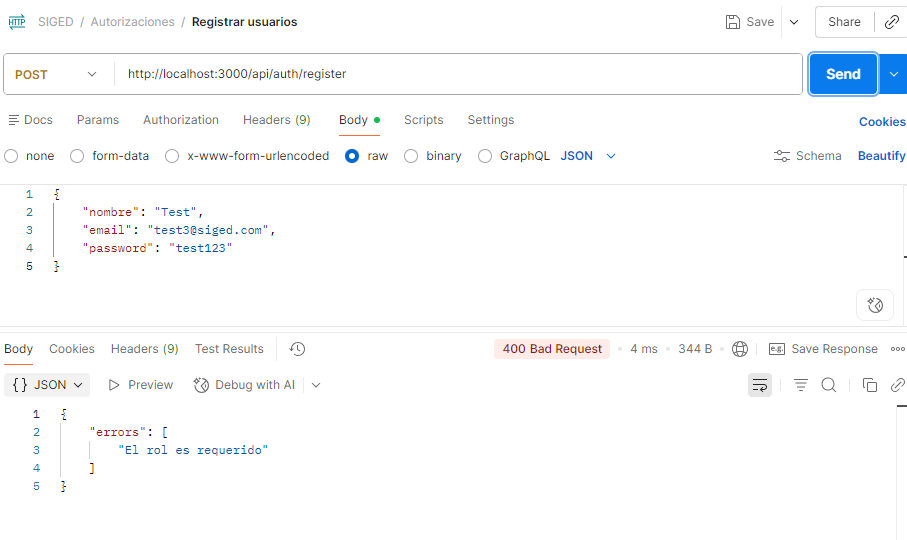 HTTP SIGED / Autorizaciones / Registrar usuarios Save Share
POST http://localhost:3000/api/auth/register Send
Docs Params Authorization Headers (9) Body Scripts Settings Cookies
none form-data x-www-form-urlencoded raw binary GraphQL JSON Schema Beautify
1 {
2 "nombre": "Test",
3 "email": "test3@siged.com",
4 "password": "test123"
5 }
Body Cookies Headers (9) Test Results 400 Bad Request • 4 ms • 344 B • e.g. Save Response
{} JSON Preview Debug with AI
1 {
2 "errors": [
3 "El rol es requerido"
4 ]
5 }